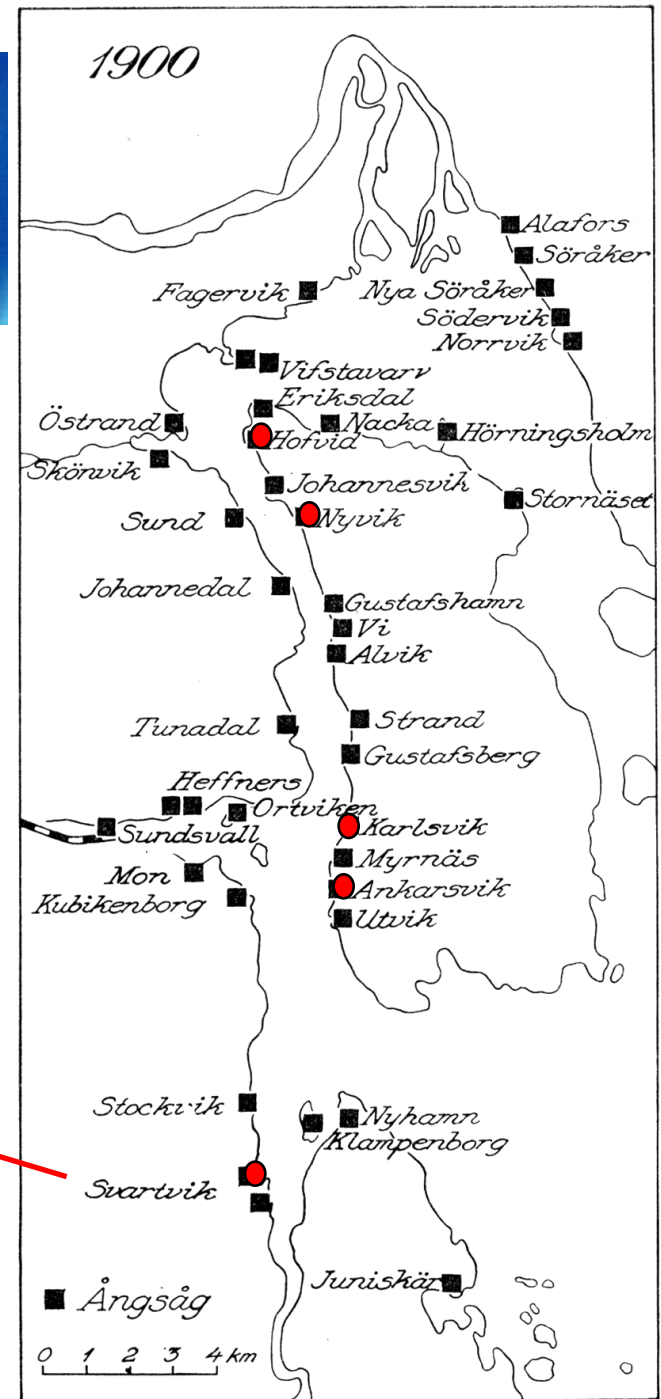 1900
Alafors
Söråker
Fagervik
Nya Söråker
Södervik
Norrvik
Vifstavarv
Eriksdal
Östrand
Nacka
Hörningsholm
Hofvid
Skönvik
Johannesvik
Stornäset
Sund
Nyvik
Johannedal
Gustafshamn
Vi
Alvik
Tunadal
Strand
Gustafsberg
Heffners
Ortviken
Sundsvall
Karlsvik
Mon
Myrnäs
Kubikenborg
Ankarsvik
Utvik
Stockvik
Nyhamn
Klampenborg
Svartvik
Juniskär
Ångsåg
0 1 2 3 4 km